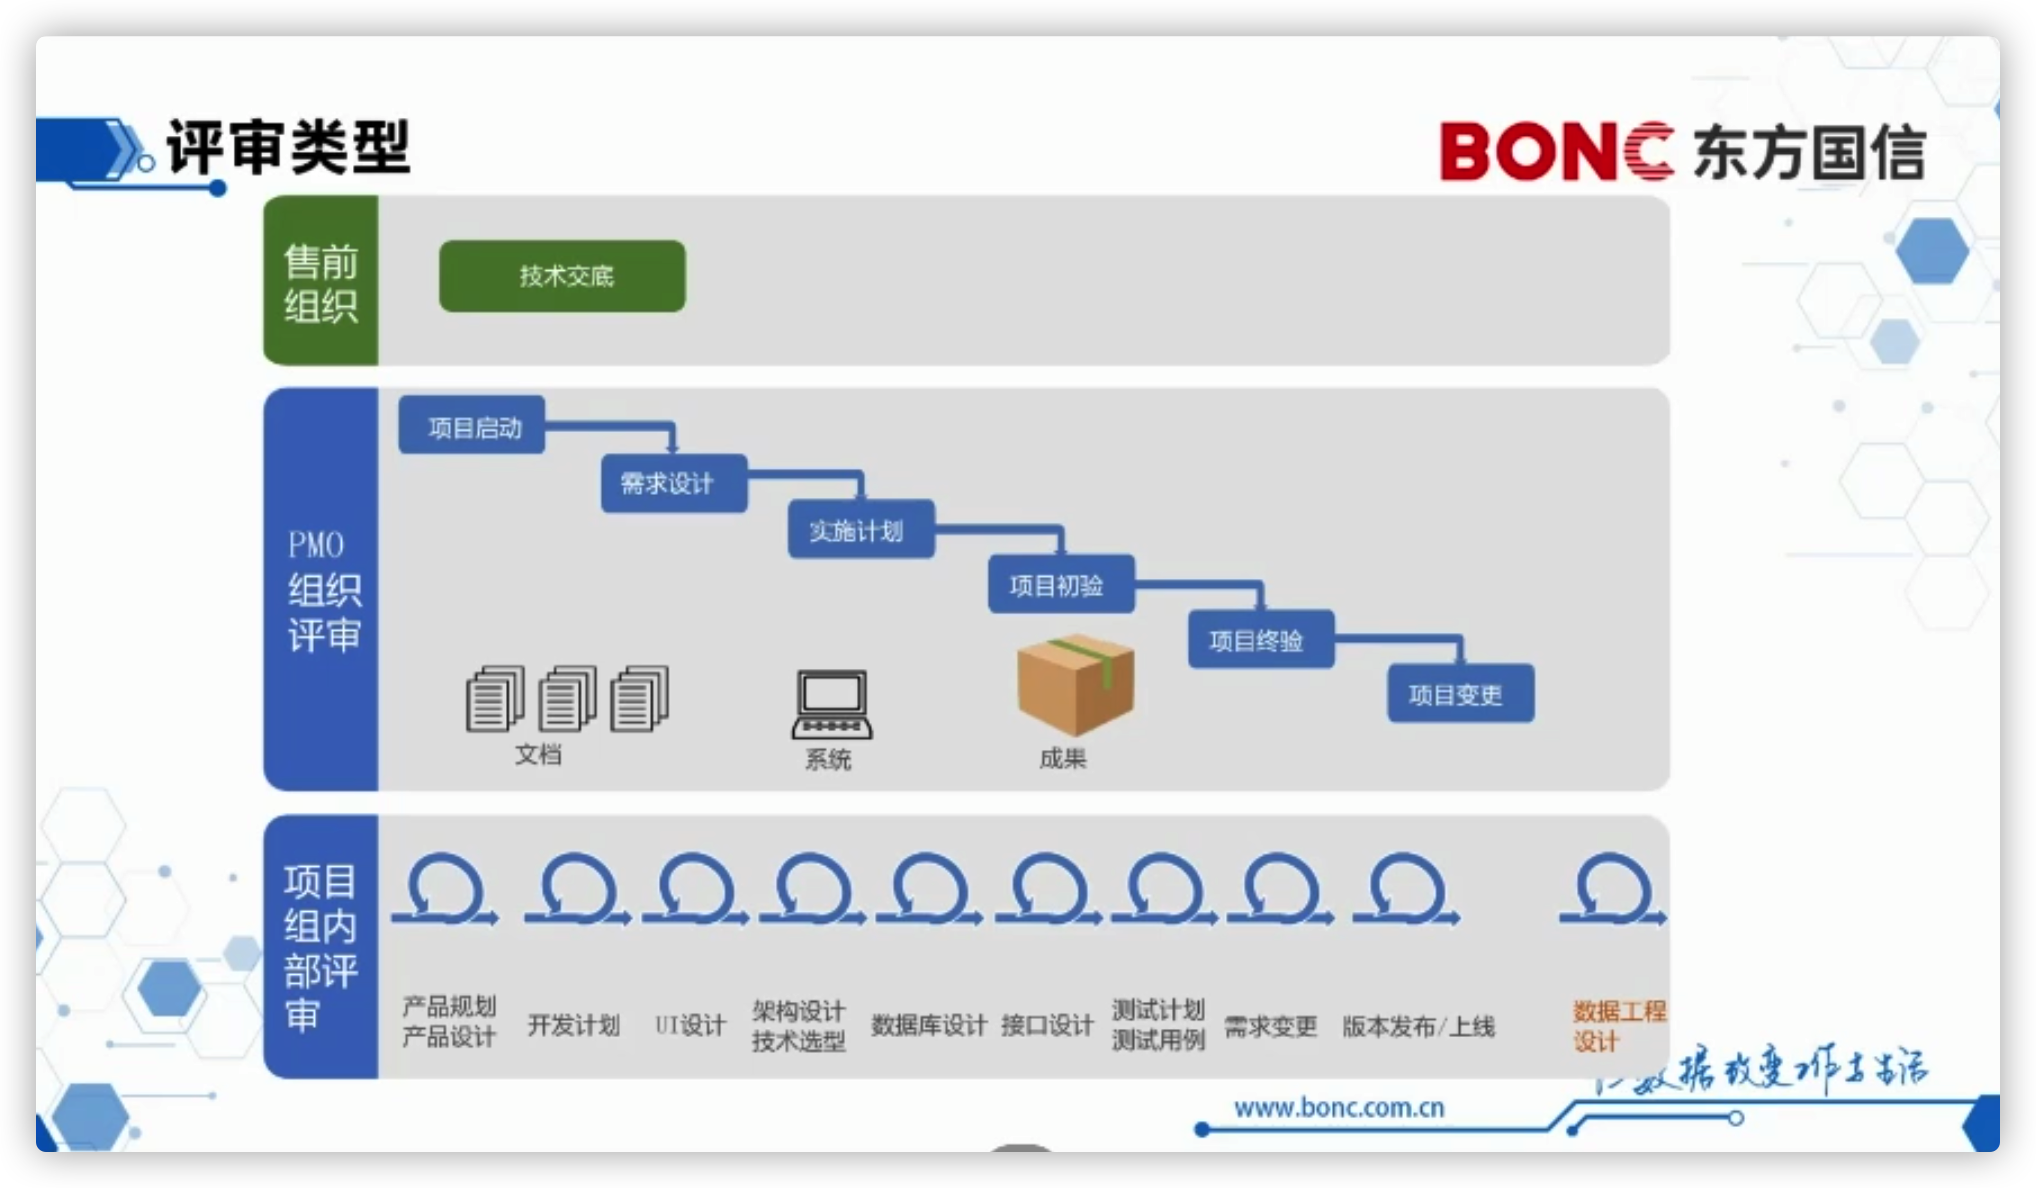 评审类型
BONC 东方国信
售前
组织
技术交底
PMO
组织
评审
项目启动
需求设计
实施计划
项目初验
项目终验
项目变更
文档
系统
成果
项目
组内
部评
审
产品规划
产品设计
开发计划
UI设计
架构设计
技术选型
数据库设计
接口设计
测试计划
测试用例
需求变更
版本发布/上线
数据工程
设计
数据改变工作与生活
www.bonc.com.cn